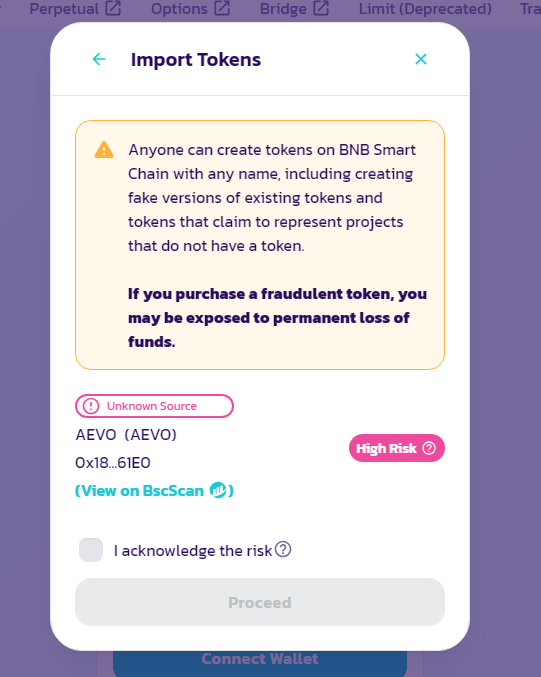 Perpetual Options Bridge Limit (Deprecated) Tra
Import Tokens
Anyone can create tokens on BNB Smart
Chain with any name, including creating
fake versions of existing tokens and
tokens that claim to represent projects
that do not have a token.
If you purchase a fraudulent token, you
may be exposed to permanent loss of
funds.
Unknown Source
AEVO (AEVO)
High Risk
0x18...61E0
(View on BscScan )
I acknowledge the risk
Proceed
Connect Wallet